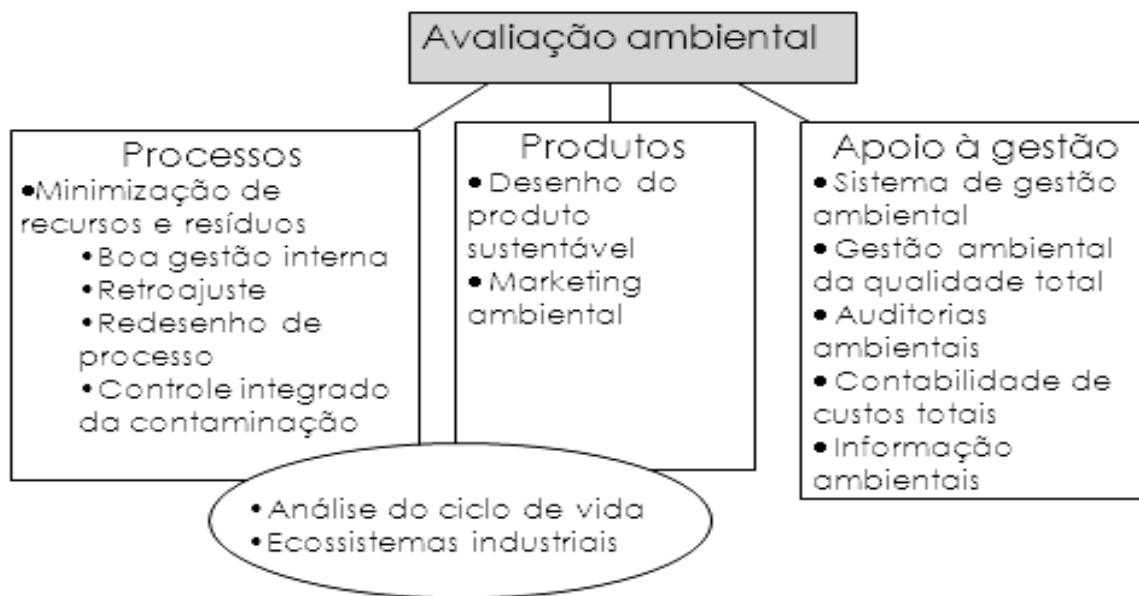 Avaliação ambiental
Processos
•Minimização de
recursos e resíduos
•Boa gestão interna
•Retroajuste
•Redesenho de
processo
•Controle integrado
da contaminação
Produtos
• Desenho do
produto
sustentável
• Marketing
ambiental
Apoio à gestão
• Sistema de gestão
ambiental
• Gestão ambiental
da qualidade total
• Auditorias
ambientais
• Contabilidade de
custos totais
• Informação
ambientais
•Análise do ciclo de vida
•Ecossistemas industriais